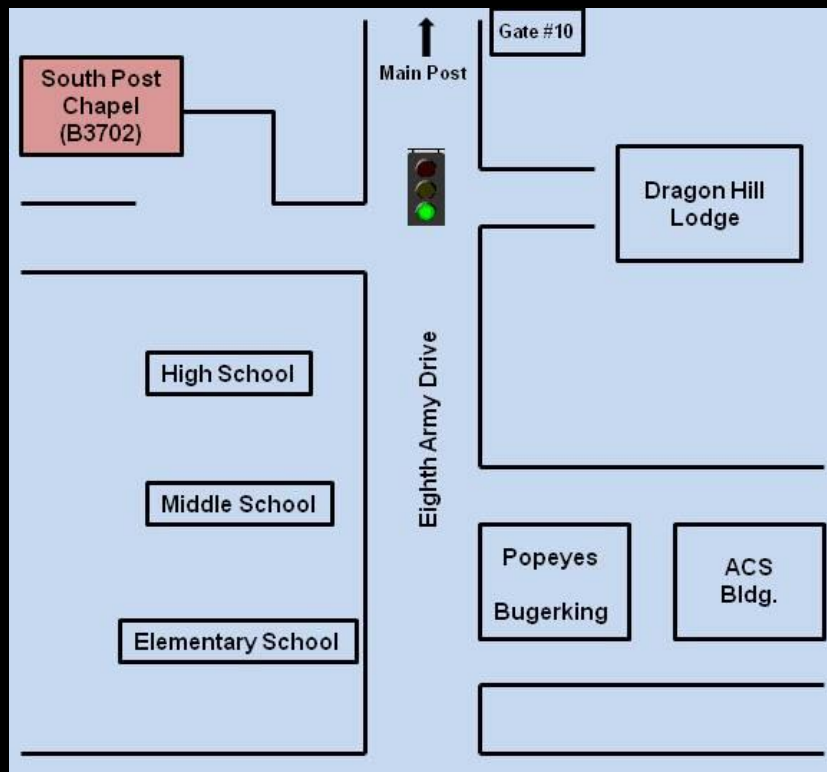 Gate #10
Main Post
South Post
Chapel
(B3702)
Dragon Hill
Lodge
High School
Eighth Army Drive
Middle School
Popeyes
Bugerking
ACS
Bldg.
Elementary School